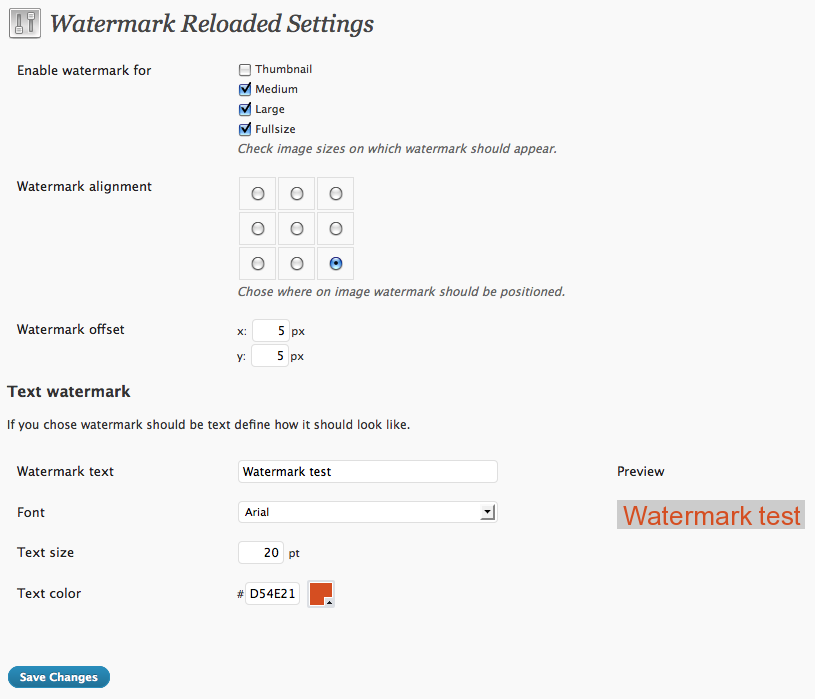 Watermark Reloaded Settings
Enable watermark for
Thumbnail
Medium
Large
Fullsize
Check image sizes on which watermark should appear.
Watermark alignment
Chose where on image watermark should be positioned.
Watermark offset
x: 5 px
y: 5 px
Text watermark
If you chose watermark should be text define how it should look like.
Watermark text Watermark test Preview
Font Arial Watermark test
Text size 20 pt
Text color # D54E21
Save Changes